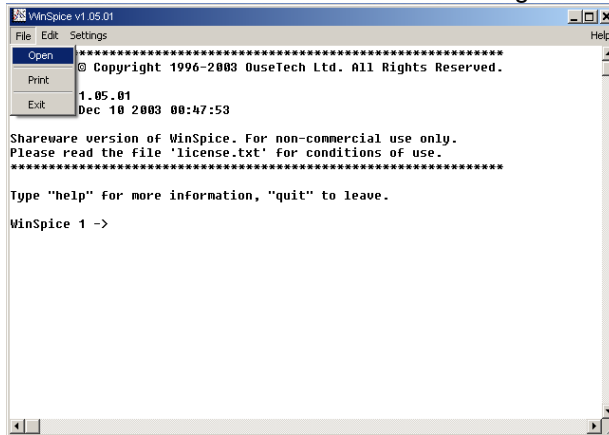 WinSpice v1.05.01
File Edit Settings Help
Open
Print
Exit
******************************************************
© Copyright 1996-2003 OuseTech Ltd. All Rights Reserved.
1.05.01
Dec 10 2003 00:47:53
Shareware version of WinSpice. For non-commercial use only.
Please read the file 'license.txt' for conditions of use.
**************************************************************
Type "help" for more information, "quit" to leave.
WinSpice 1 ->